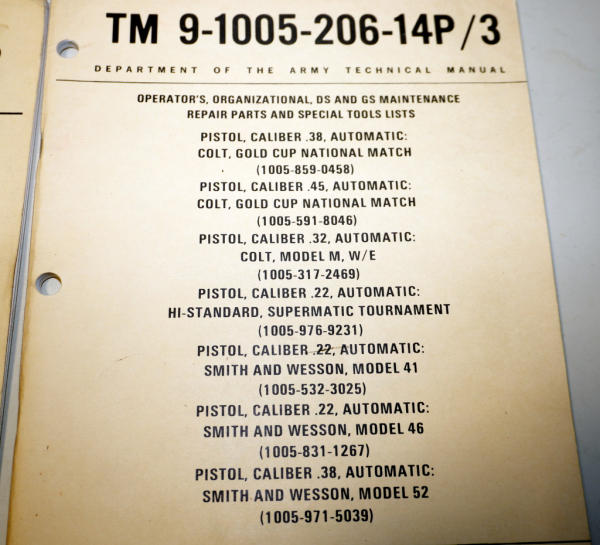 TM 9-1005-206-14P/3
DEPARTMENT OF THE ARMY TECHNICAL MANUAL
OPERATOR'S, ORGANIZATIONAL, DS AND GS MAINTENANCE
REPAIR PARTS AND SPECIAL TOOLS LISTS
PISTOL, CALIBER .38, AUTOMATIC:
COLT, GOLD CUP NATIONAL MATCH
(1005-859-0458)
PISTOL, CALIBER .45, AUTOMATIC:
COLT, GOLD CUP NATIONAL MATCH
(1005-591-8046)
PISTOL, CALIBER .32, AUTOMATIC:
COLT, MODEL M, W/E
(1005-317-2469)
PISTOL, CALIBER .22, AUTOMATIC:
HI-STANDARD, SUPERMATIC TOURNAMENT
(1005-976-9231)
PISTOL, CALIBER .22, AUTOMATIC:
SMITH AND WESSON, MODEL 41
(1005-532-3025)
PISTOL, CALIBER .22, AUTOMATIC:
SMITH AND WESSON, MODEL 46
(1005-831-1267)
PISTOL, CALIBER .38, AUTOMATIC:
SMITH AND WESSON, MODEL 52
(1005-971-5039)